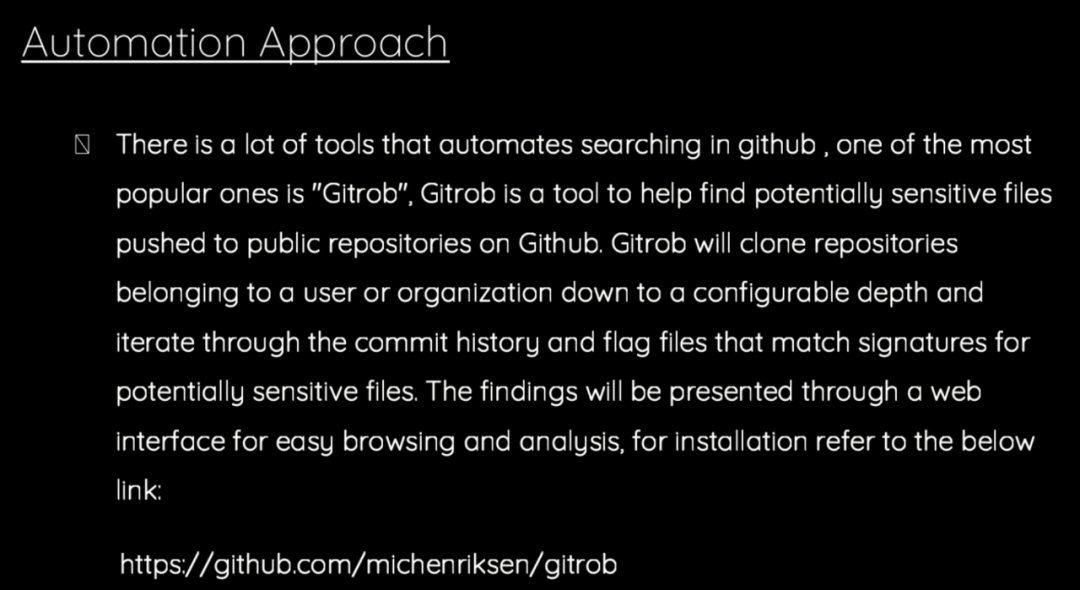 Automation Approach
There is a lot of tools that automates searching in github , one of the most
popular ones is "Gitrob", Gitrob is a tool to help find potentially sensitive files
pushed to public repositories on Github. Gitrob will clone repositories
belonging to a user or organization down to a configurable depth and
iterate through the commit history and flag files that match signatures for
potentially sensitive files. The findings will be presented through a web
interface for easy browsing and analysis, for installation refer to the below
link:
https://github.com/michenriksen/gitrob